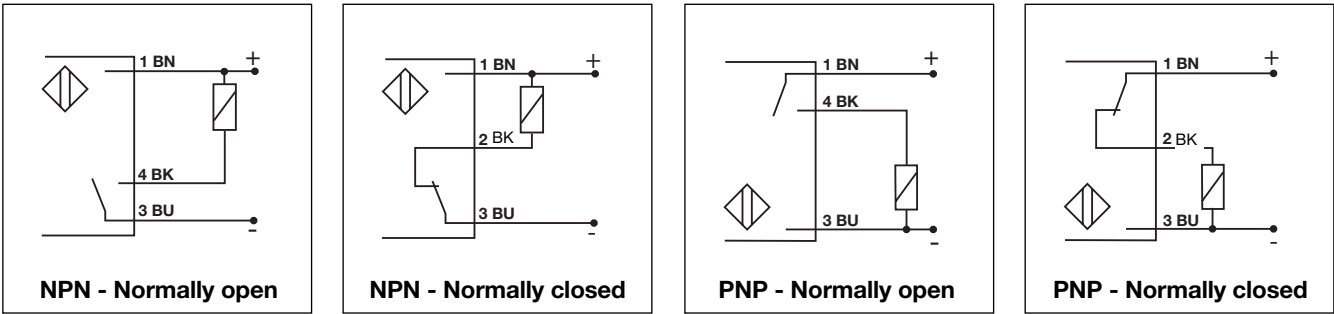 1 BN
+
4 BK
3 BU
-
NPN - Normally open
1 BN
+
2 BK
3 BU
-
NPN - Normally closed
1 BN
+
4 BK
3 BU
-
PNP - Normally open
1 BN
+
2 BK
3 BU
-
PNP - Normally closed